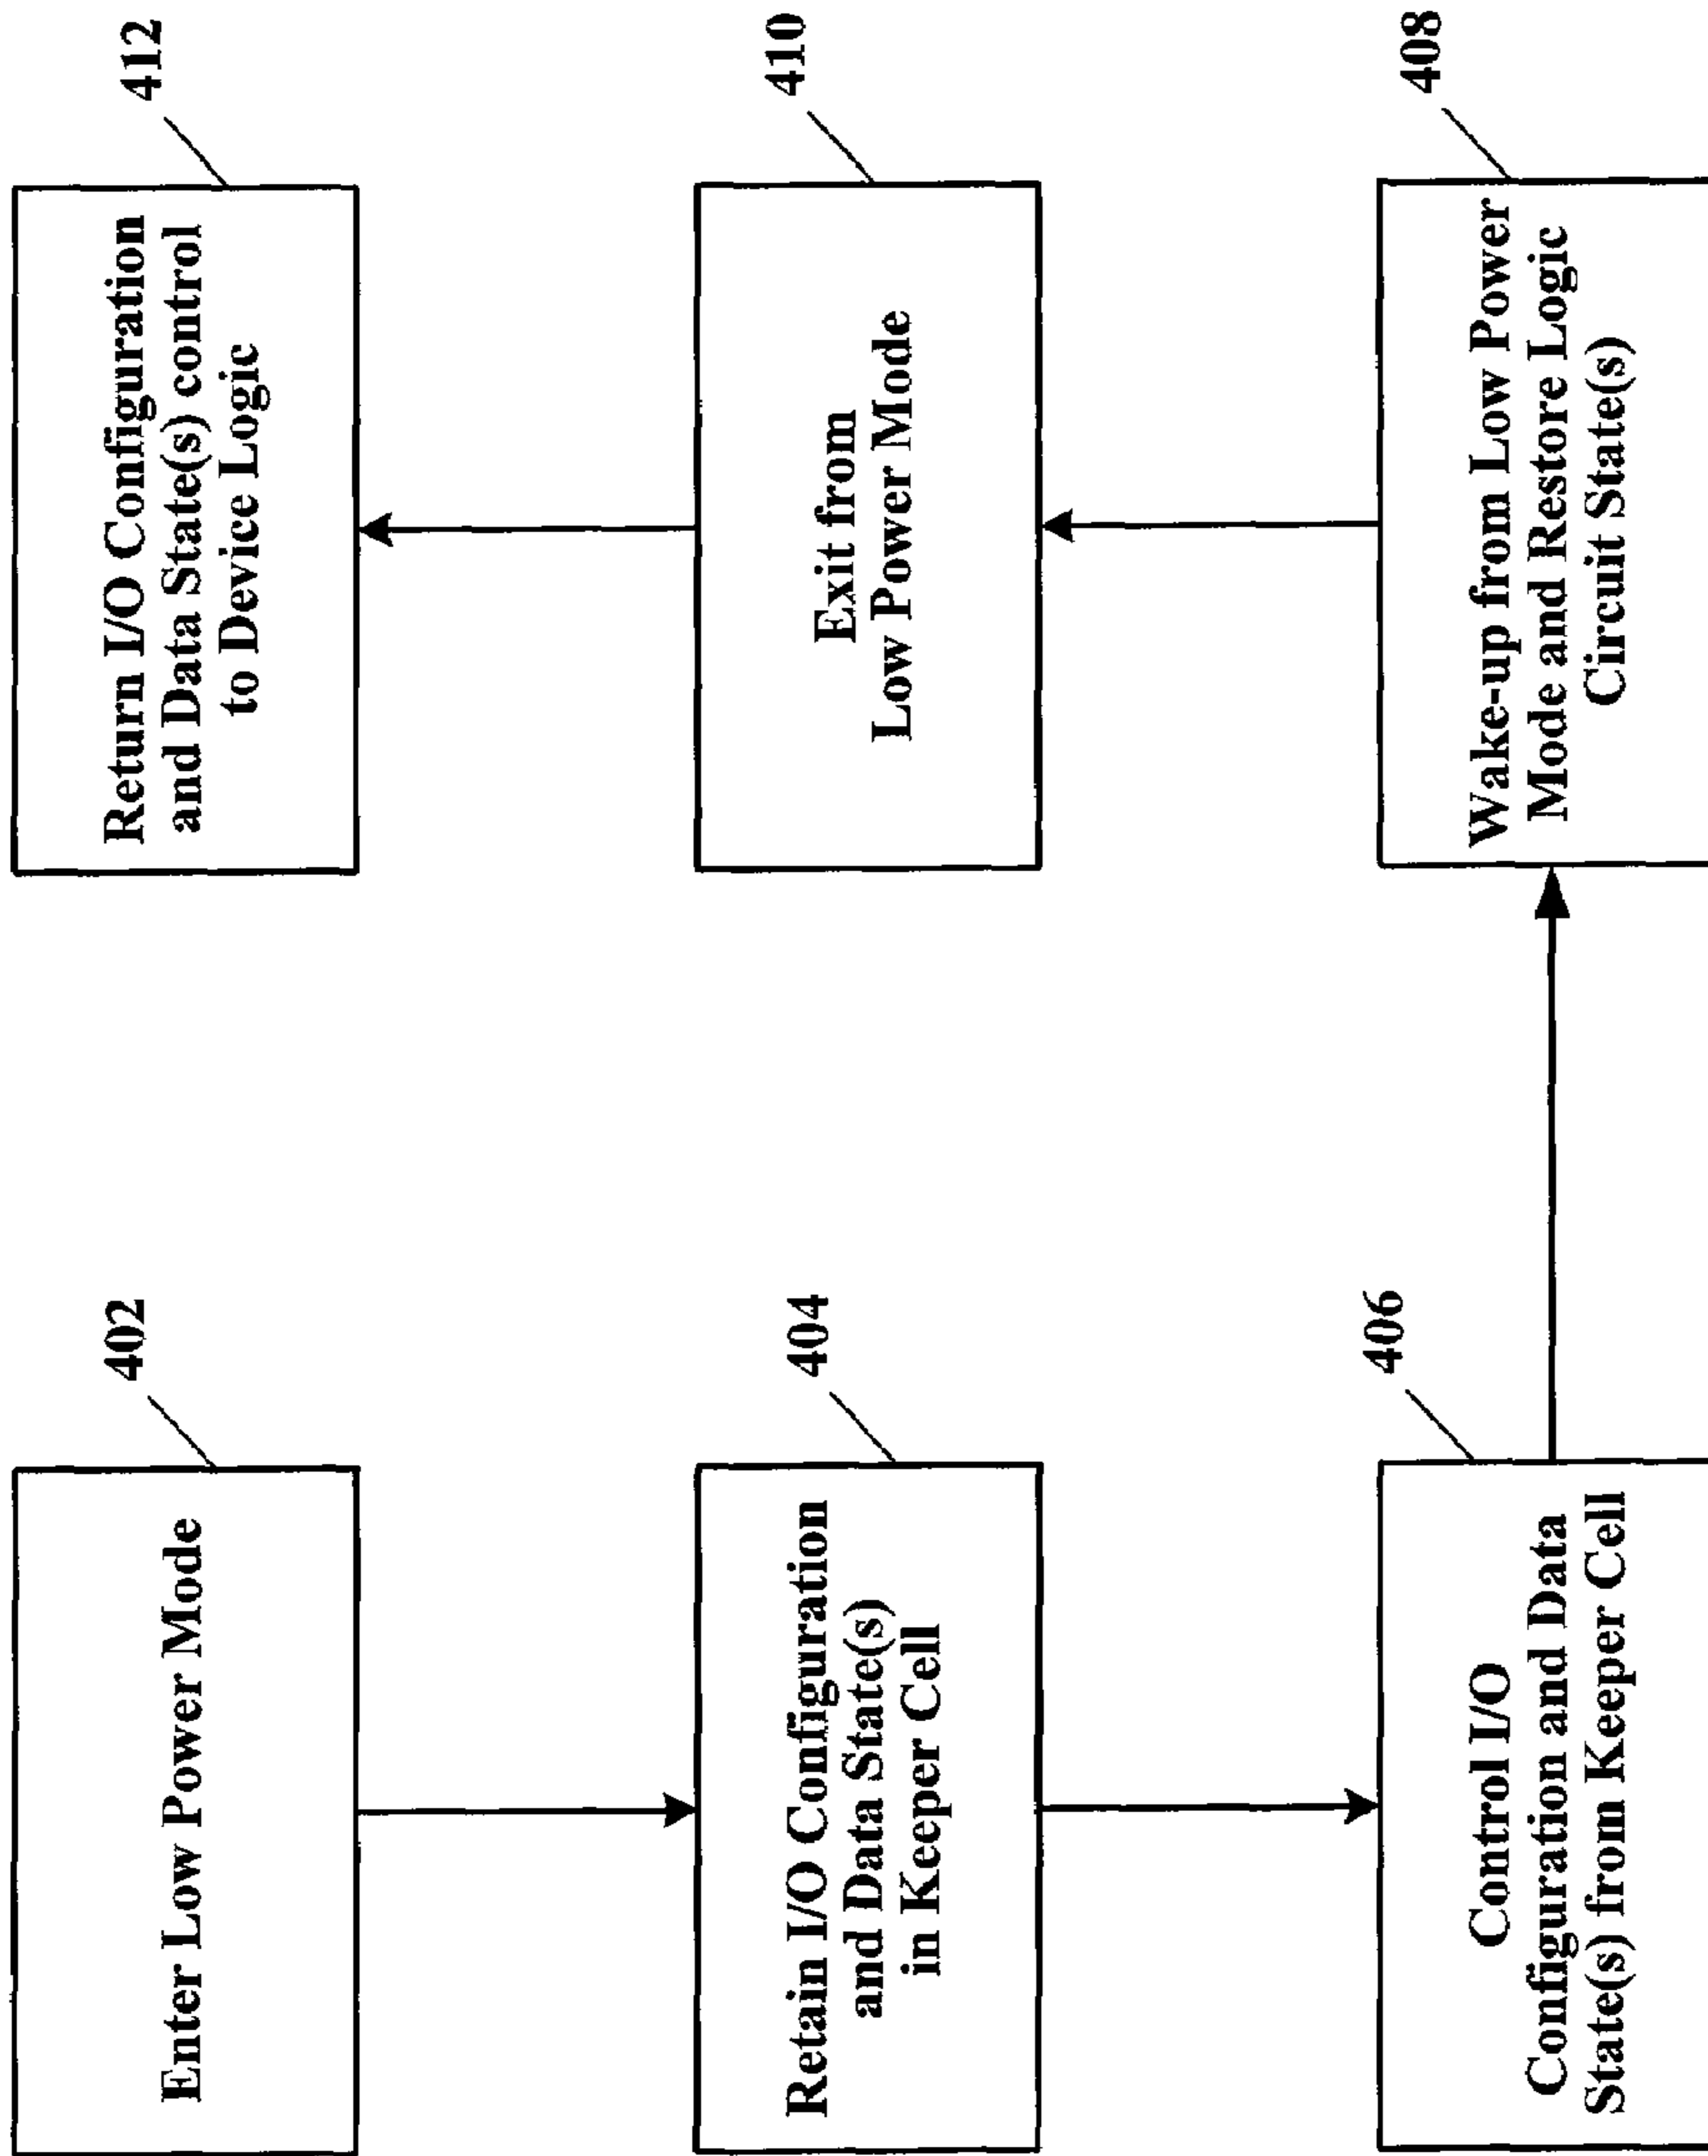 402
Enter Low Power Mode
404
Retain I/O Configuration
and Data State(s)
in Keeper Cell
406
Control I/O
Configuration and Data
State(s) from Keeper Cell
408
Wake-up from Low Power
Mode and Restore Logic
Circuit State(s)
410
Exit from
Low Power Mode
412
Return I/O Configuration
and Data State(s) control
to Device Logic